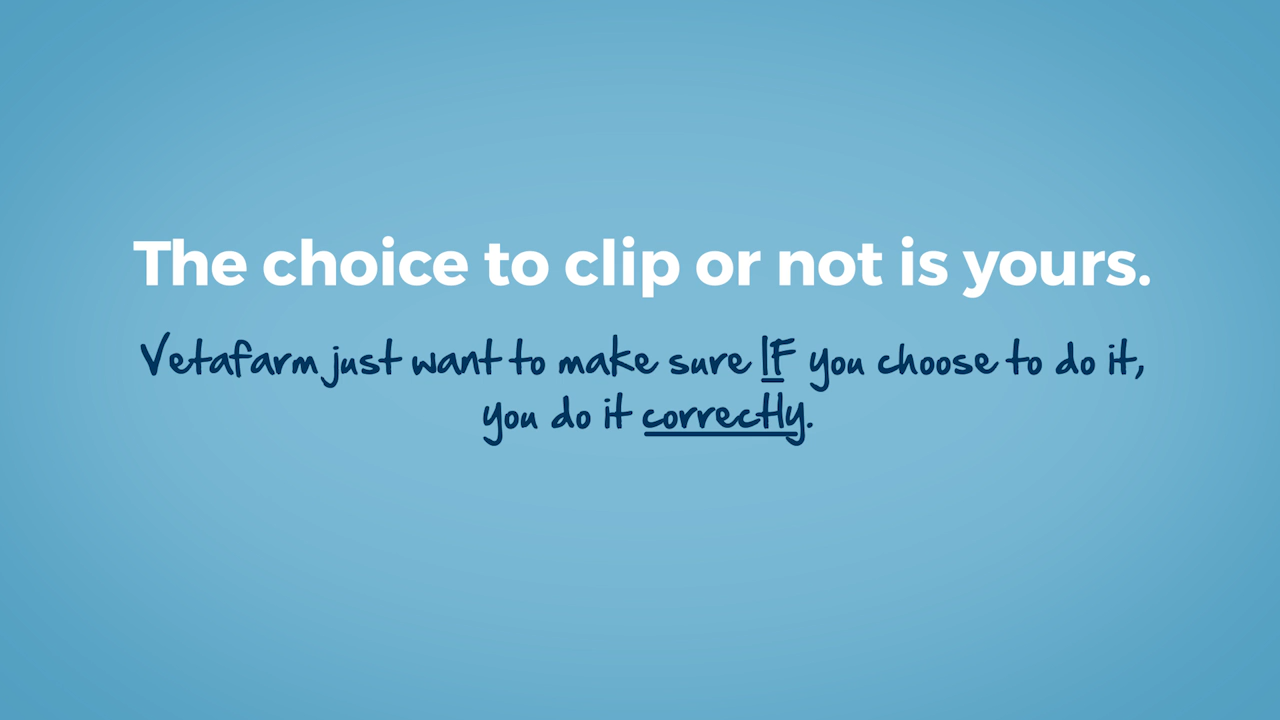 The choice to clip or not is yours.
Vetafarm just want to make sure IF you choose to do it,
you do it correctly.